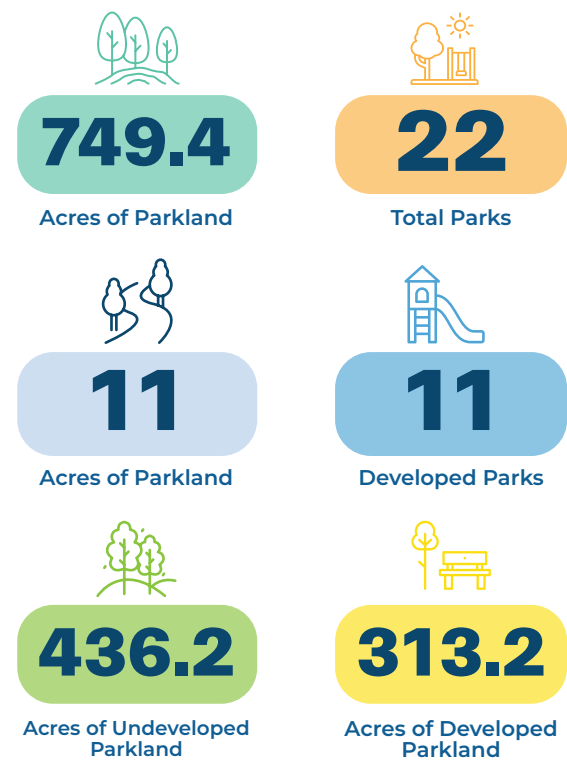 749.4
Acres of Parkland
22
Total Parks
11
Acres of Parkland
11
Developed Parks
436.2
Acres of Undeveloped
Parkland
313.2
Acres of Developed
Parkland